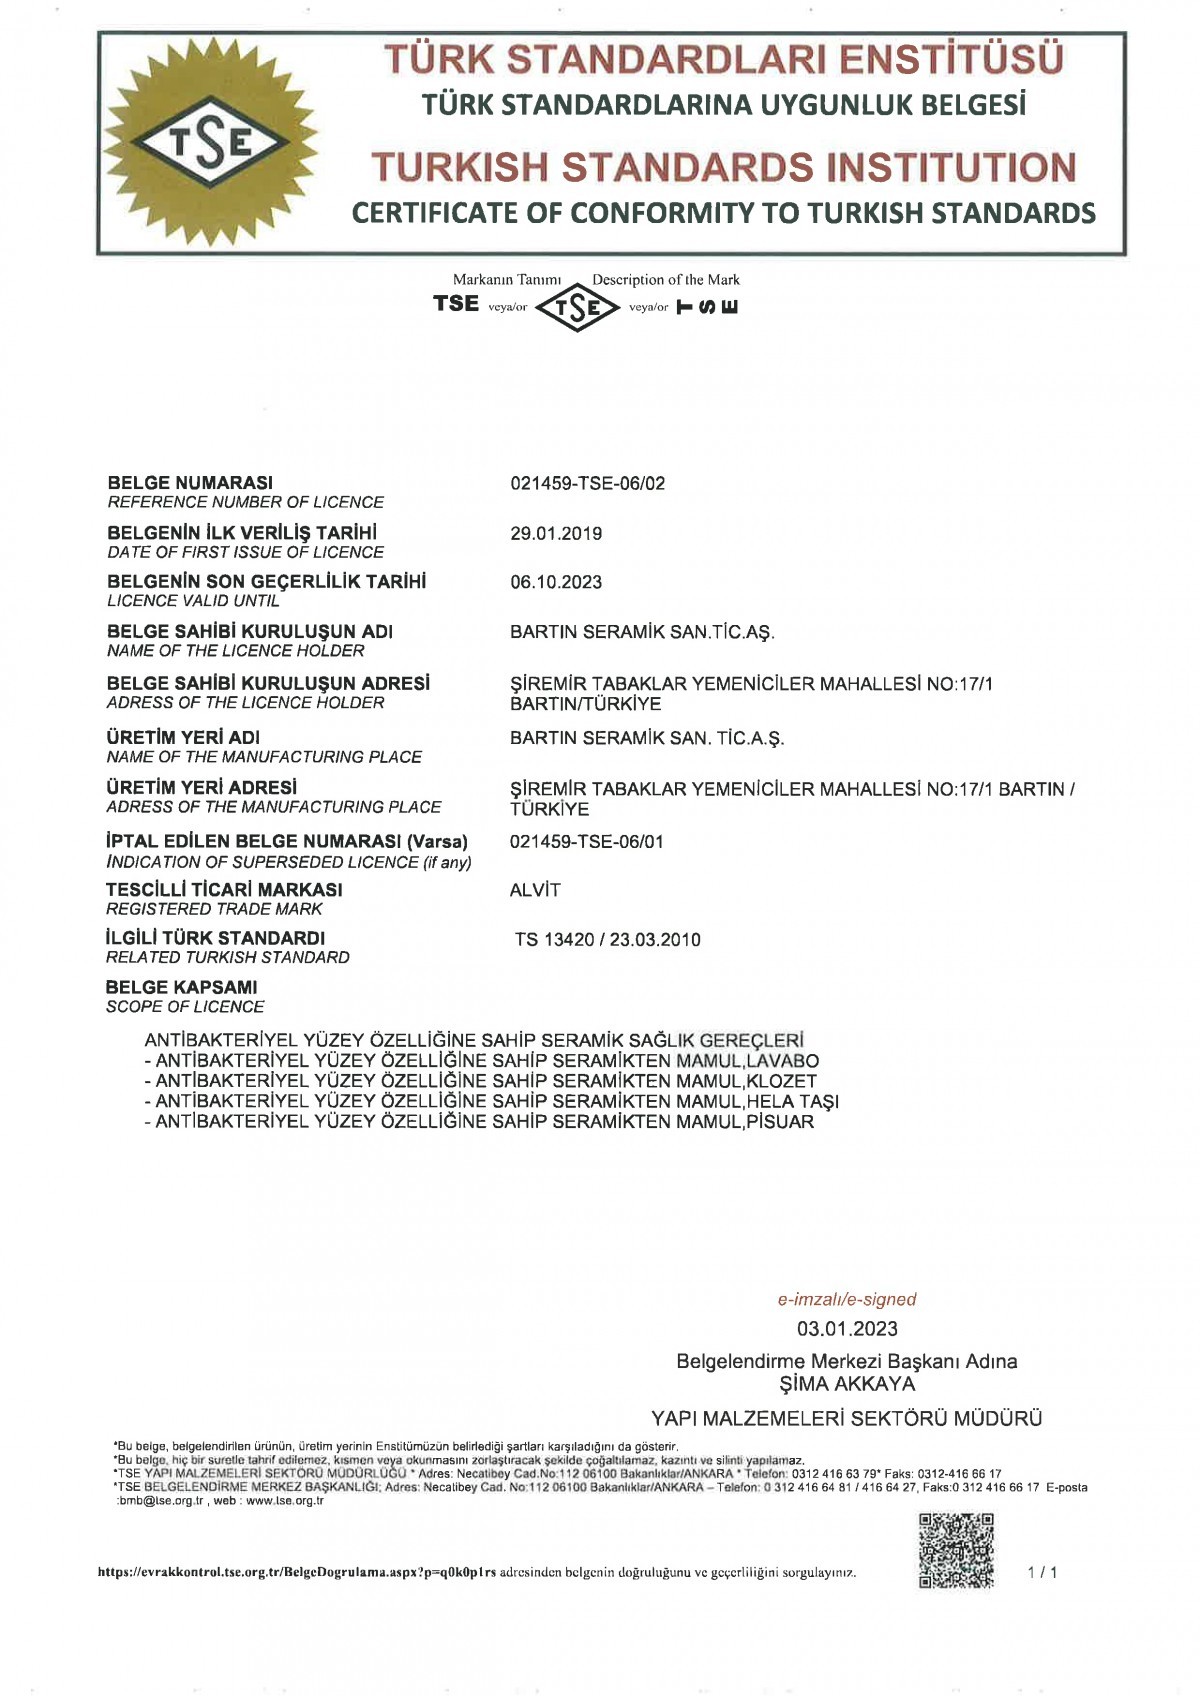 TSE
TÜRK STANDARDLARI ENSTİTÜSÜ
TÜRK STANDARDLARINA UYGUNLUK BELGESİ
TURKISH STANDARDS INSTITUTION
CERTIFICATE OF CONFORMITY TO TURKISH STANDARDS
Markanın Tanımı Description of the Mark
TSE veya/or TSE veya/or TSE
BELGE NUMARASI 021459-TSE-06/02
REFERENCE NUMBER OF LICENCE
BELGENİN İLK VERİLİŞ TARİHİ 29.01.2019
DATE OF FIRST ISSUE OF LICENCE
BELGENİN SON GEÇERLİLİK TARİHİ 06.10.2023
LICENCE VALID UNTIL
BELGE SAHİBİ KURULUŞUN ADI BARTIN SERAMİK SAN.TİC.AŞ.
NAME OF THE LICENCE HOLDER
BELGE SAHİBİ KURULUŞUN ADRESİ ŞİREMİR TABAKLAR YEMENİCİLER MAHALLESİ NO:17/1
ADRESS OF THE LICENCE HOLDER BARTIN/TÜRKİYE
ÜRETİM YERİ ADI BARTIN SERAMİK SAN. TİC.A.Ş.
NAME OF THE MANUFACTURING PLACE
ÜRETİM YERİ ADRESİ ŞİREMİR TABAKLAR YEMENİCİLER MAHALLESİ NO:17/1 BARTIN /
ADRESS OF THE MANUFACTURING PLACE TÜRKİYE
İPTAL EDİLEN BELGE NUMARASI (Varsa) 021459-TSE-06/01
INDICATION OF SUPERSEDED LICENCE (if any)
TESCİLLİ TİCARİ MARKASI ALVİT
REGISTERED TRADE MARK
İLGİLİ TÜRK STANDARDI TS 13420 / 23.03.2010
RELATED TURKISH STANDARD
BELGE KAPSAMI
SCOPE OF LICENCE
ANTİBAKTERİYEL YÜZEY ÖZELLİĞİNE SAHİP SERAMİK SAĞLIK GEREÇLERİ
- ANTİBAKTERİYEL YÜZEY ÖZELLİĞİNE SAHİP SERAMİKTEN MAMUL,LAVABO
- ANTİBAKTERİYEL YÜZEY ÖZELLİĞİNE SAHİP SERAMİKTEN MAMUL,KLOZET
- ANTİBAKTERİYEL YÜZEY ÖZELLİĞİNE SAHİP SERAMİKTEN MAMUL,HELA TAŞI
- ANTİBAKTERİYEL YÜZEY ÖZELLİĞİNE SAHİP SERAMİKTEN MAMUL,PİSUAR
e-imzalı/e-signed
03.01.2023
Belgelendirme Merkezi Başkanı Adına
ŞİMA AKKAYA
YAPI MALZEMELERİ SEKTÖRÜ MÜDÜRÜ
*Bu belge, belgelendirilen ürünün, üretim yerinin Enstitümüzün belirlediği şartları karşıladığını da gösterir.
*Bu belge, hiç bir suretle tahrif edilemez, kısmen veya okunmasını zorlaştıracak şekilde çoğaltılamaz, kazıntı ve silinti yapılamaz.
*TSE YAPI MALZEMELERİ SEKTÖRÜ MÜDÜRLÜĞÜ * Adres: Necatibey Cad.No:112 06100 Bakanlıklar/ANKARA * Telefon: 0312 416 63 79* Faks: 0312-416 66 17
*TSE BELGELENDİRME MERKEZ BAŞKANLIĞI; Adres: Necatibey Cad. No:112 06100 Bakanlıklar/ANKARA – Telefon: 0 312 416 64 81 / 416 64 27, Faks:0 312 416 66 17 E-posta
:bmb@tse.org.tr , web : www.tse.org.tr
https://evrakkontrol.tse.org.tr/BelgeDogrulama.aspx?p=q0k0p1rs adresinden belgenin doğruluğunu ve geçerliliğini sorgulayınız.
1 / 1